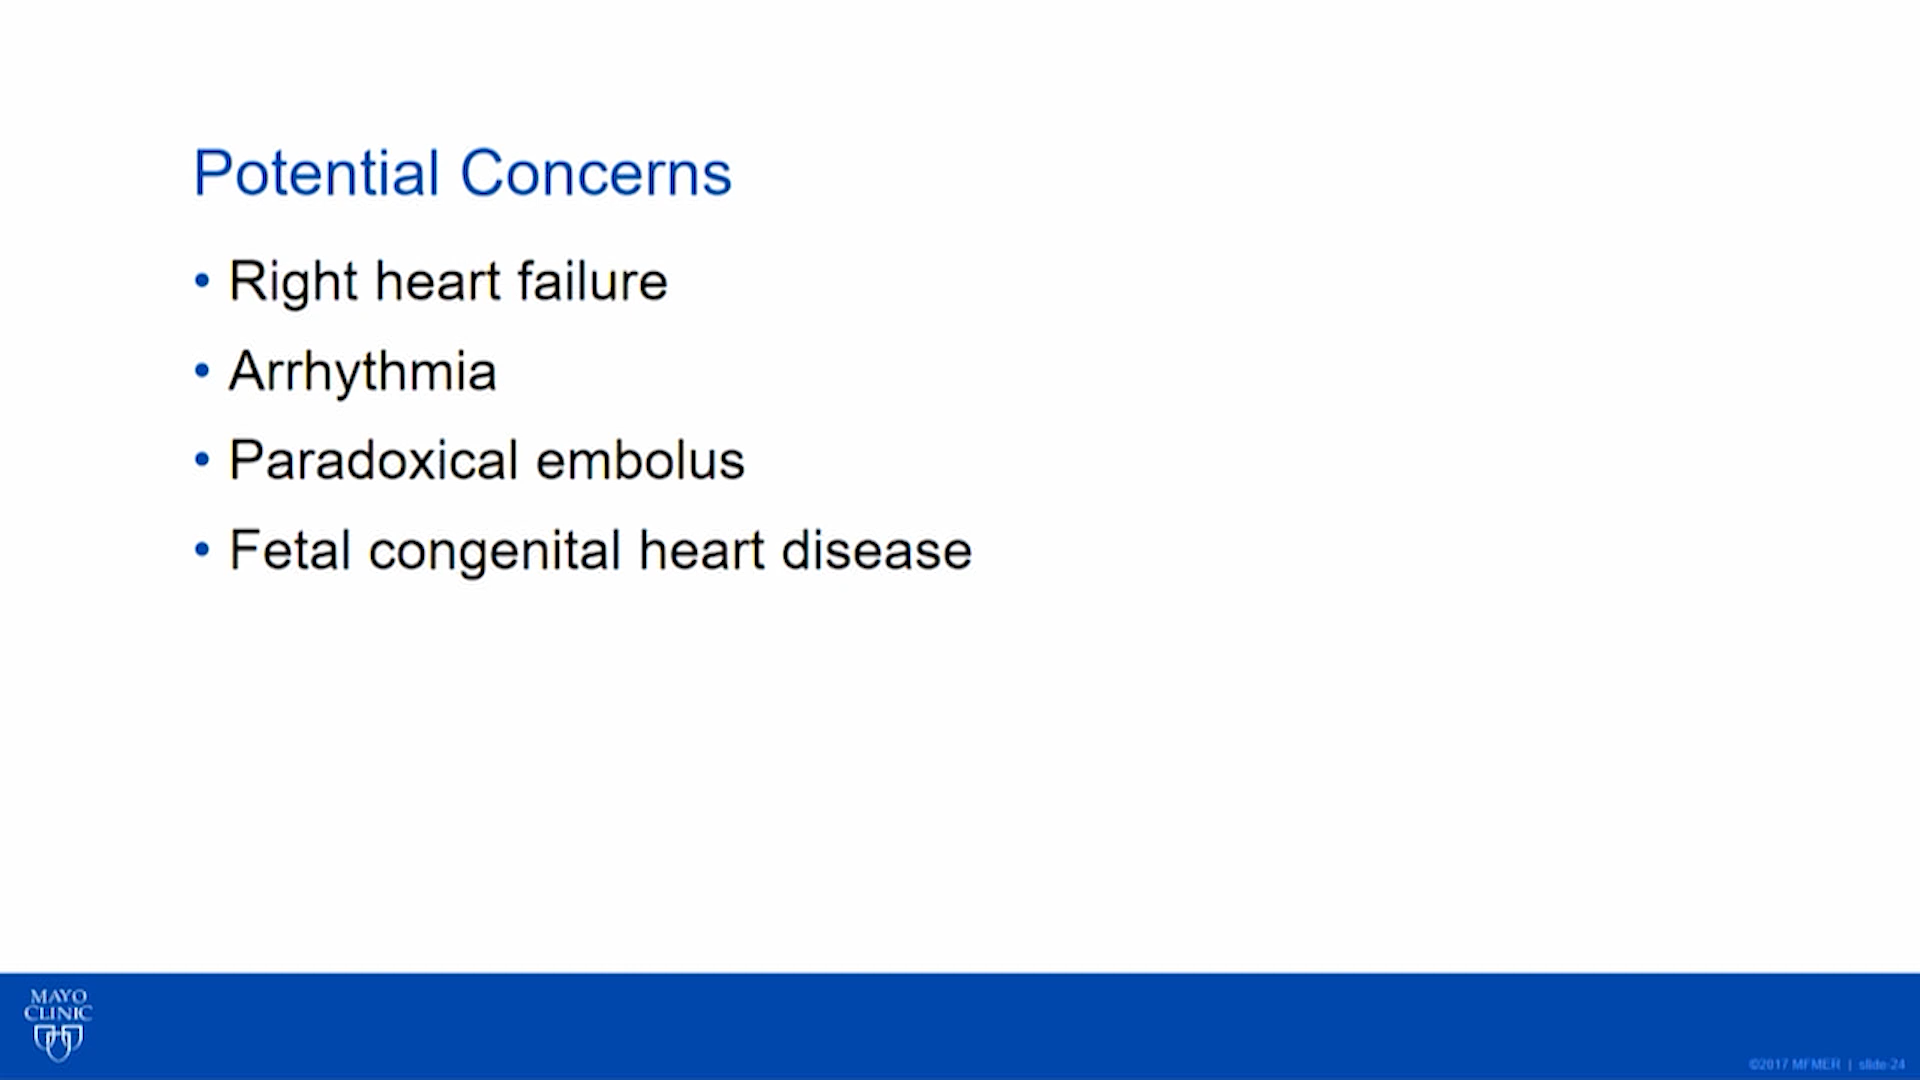 Potential Concerns
• Right heart failure
• Arrhythmia
• Paradoxical embolus
• Fetal congenital heart disease
MAYO
CLINIC
©2017 MFMER | slide-24